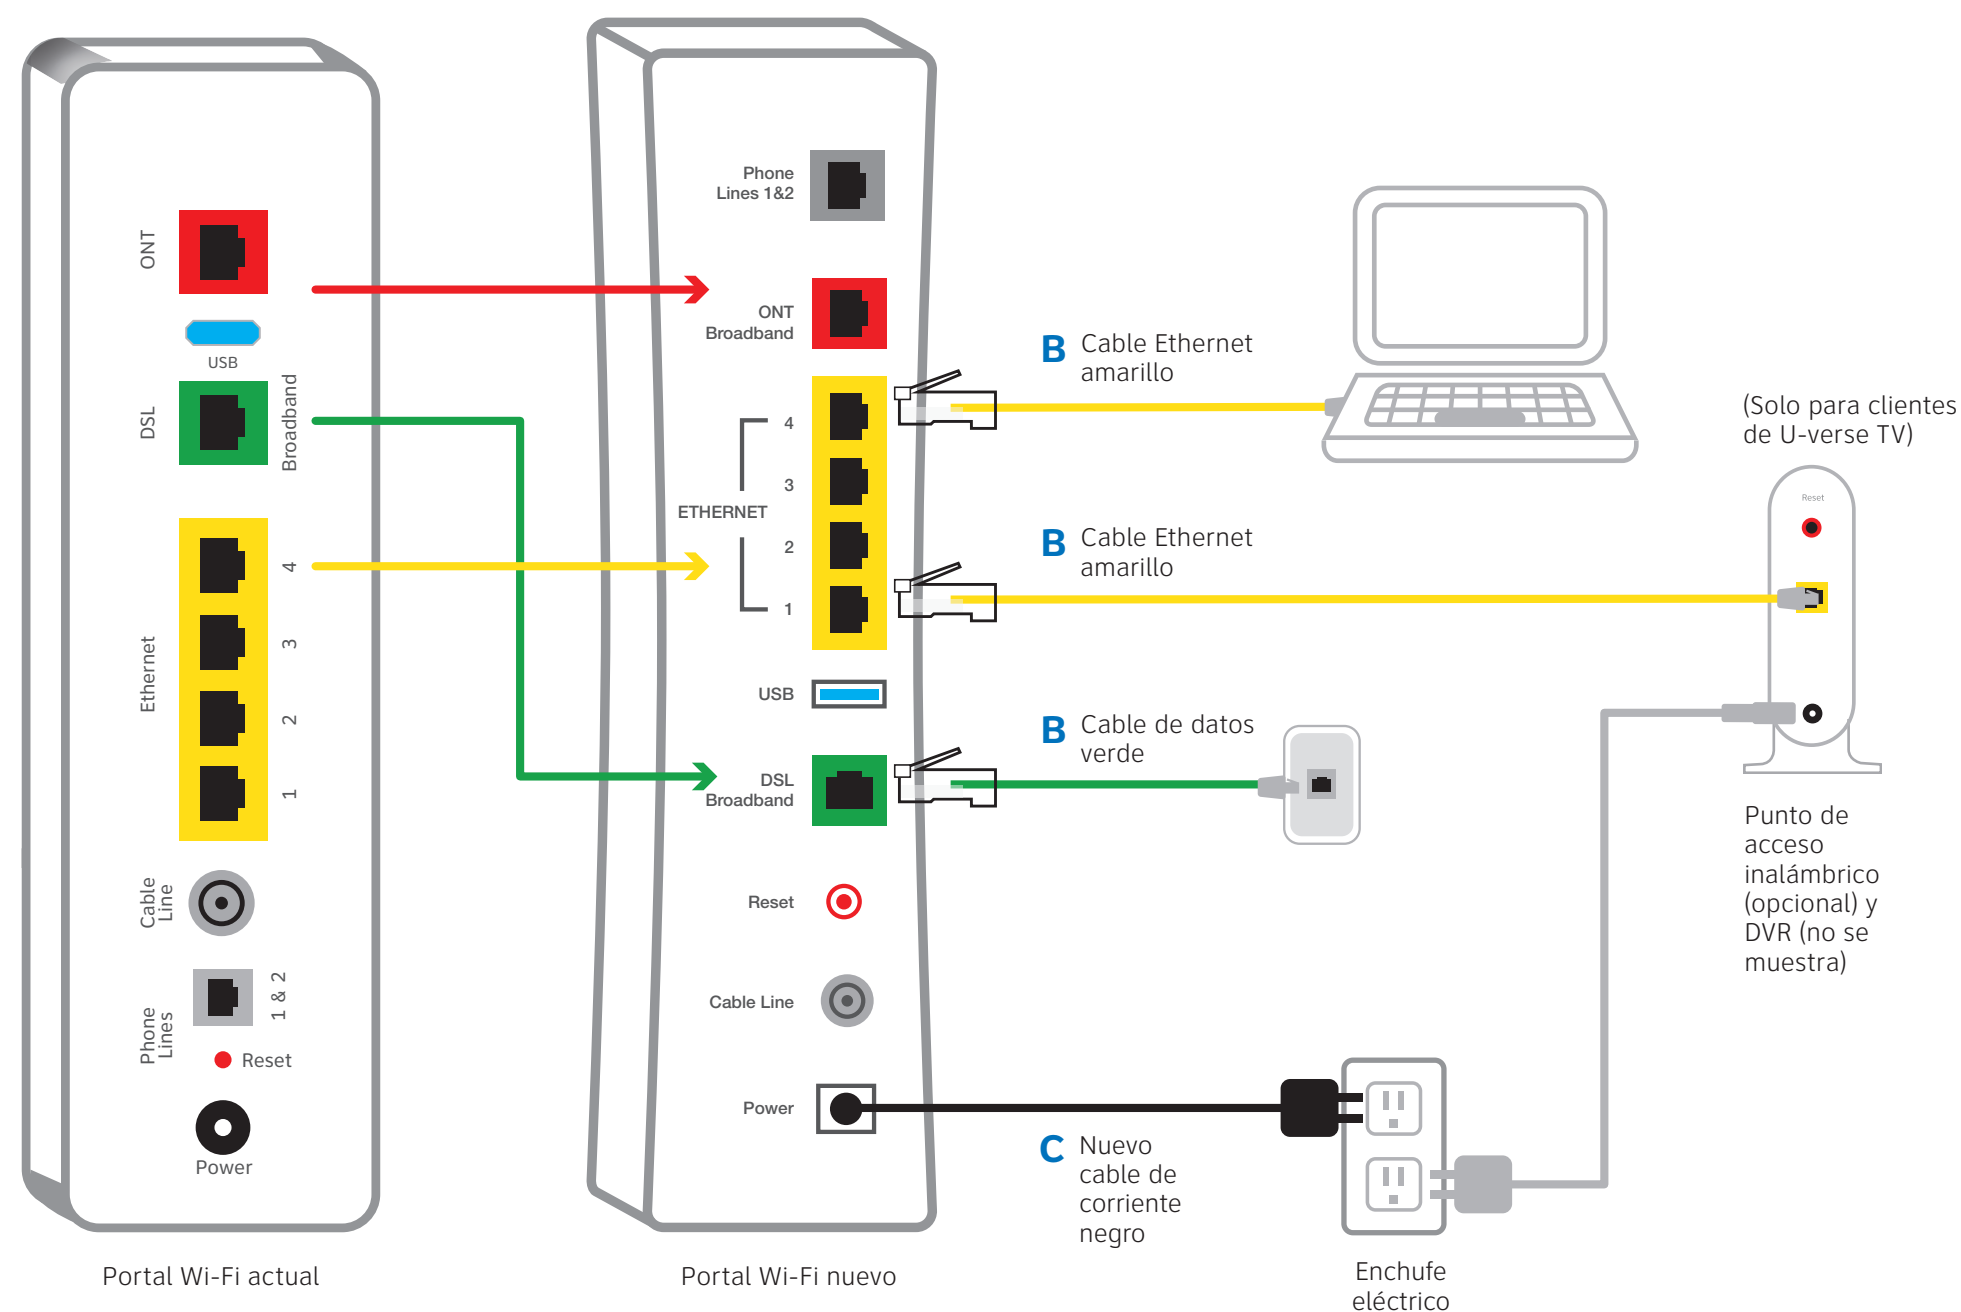 ONT
USB
DSL
Broadband
Ethernet
4
3
2
1
Cable
Line
Phone
Lines
1 & 2
Reset
Power
Portal Wi-Fi actual
Phone
Lines 1&2
ONT
Broadband
ETHERNET
4
3
2
1
USB
DSL
Broadband
Reset
Cable Line
Power
Portal Wi-Fi nuevo
B Cable Ethernet
amarillo
B Cable Ethernet
amarillo
B Cable de datos
verde
C Nuevo
cable de
corriente
negro
Enchufe
eléctrico
(Solo para clientes
de U-verse TV)
Reset
Punto de
acceso
inalámbrico
(opcional) y
DVR (no se
muestra)